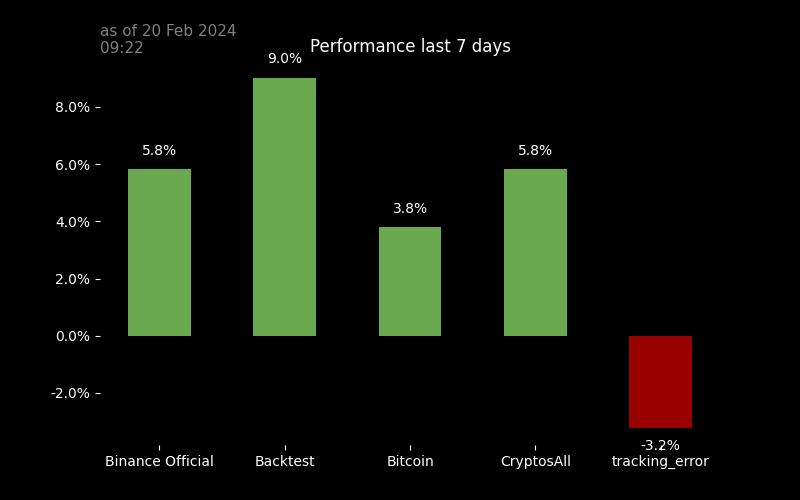 as of 20 Feb 2024
09:22
Performance last 7 days
9.0%
8.0%
5.8%
5.8%
6.0%
3.8%
4.0%
2.0%
0.0%
-2.0%
-3.2%
Binance Official
Backtest
Bitcoin
CryptosAll
tracking_error